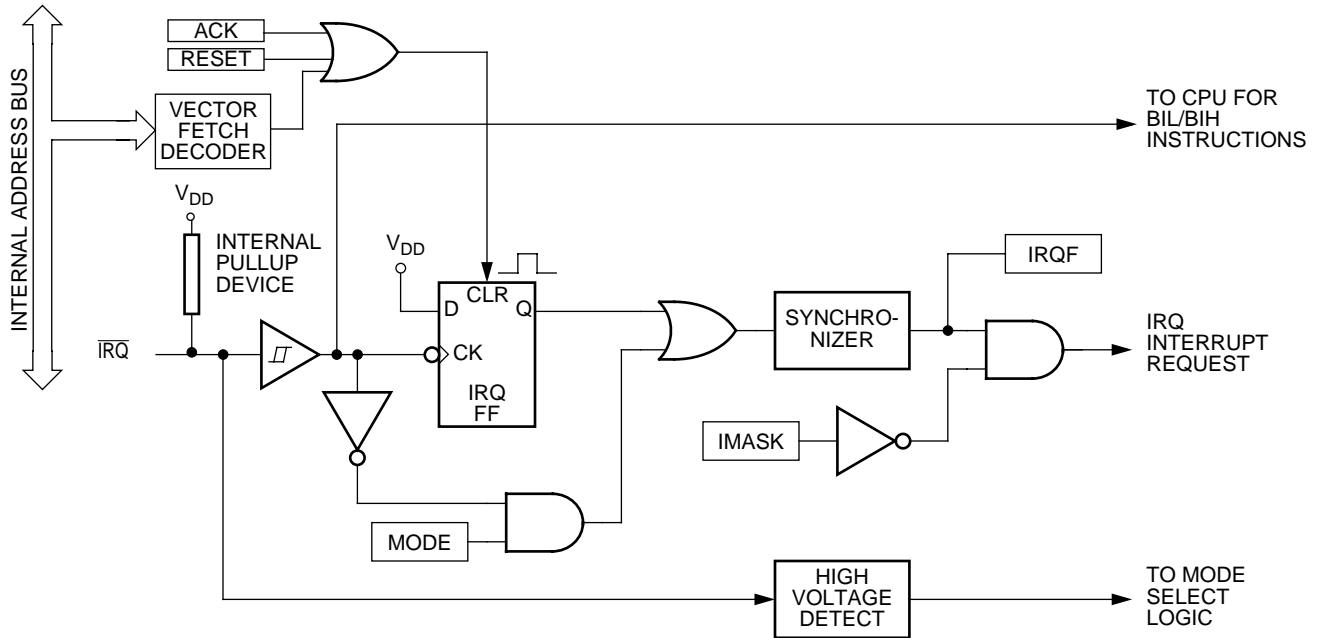 INTERNAL ADDRESS BUS
ACK
RESET
VECTOR
FETCH
DECODER
TO CPU FOR
BIL/BIH
INSTRUCTIONS
VDD
INTERNAL
PULLUP
DEVICE
VDD
CLR
D
Q
CK
IRQ
FF
IRQ
SYNCHRO-
NIZER
IRQF
IRQ
INTERRUPT
REQUEST
IMASK
MODE
HIGH
VOLTAGE
DETECT
TO MODE
SELECT
LOGIC